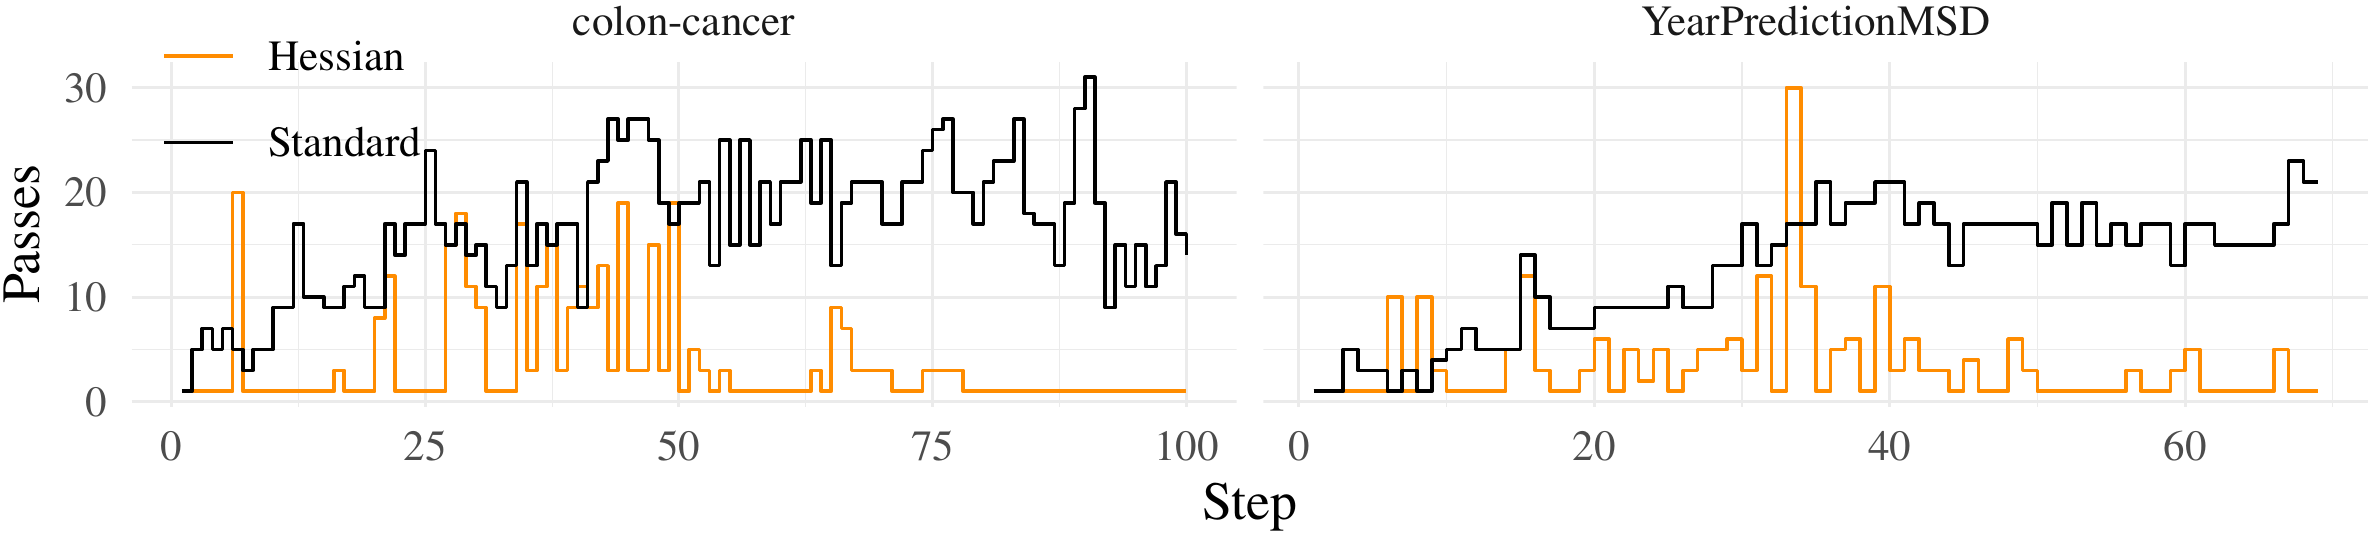 colon-cancer
YearPredictionMSD
Hessian
Standard
Passes
30
20
10
0
0 25 50 75 100
0 20 40 60
Step